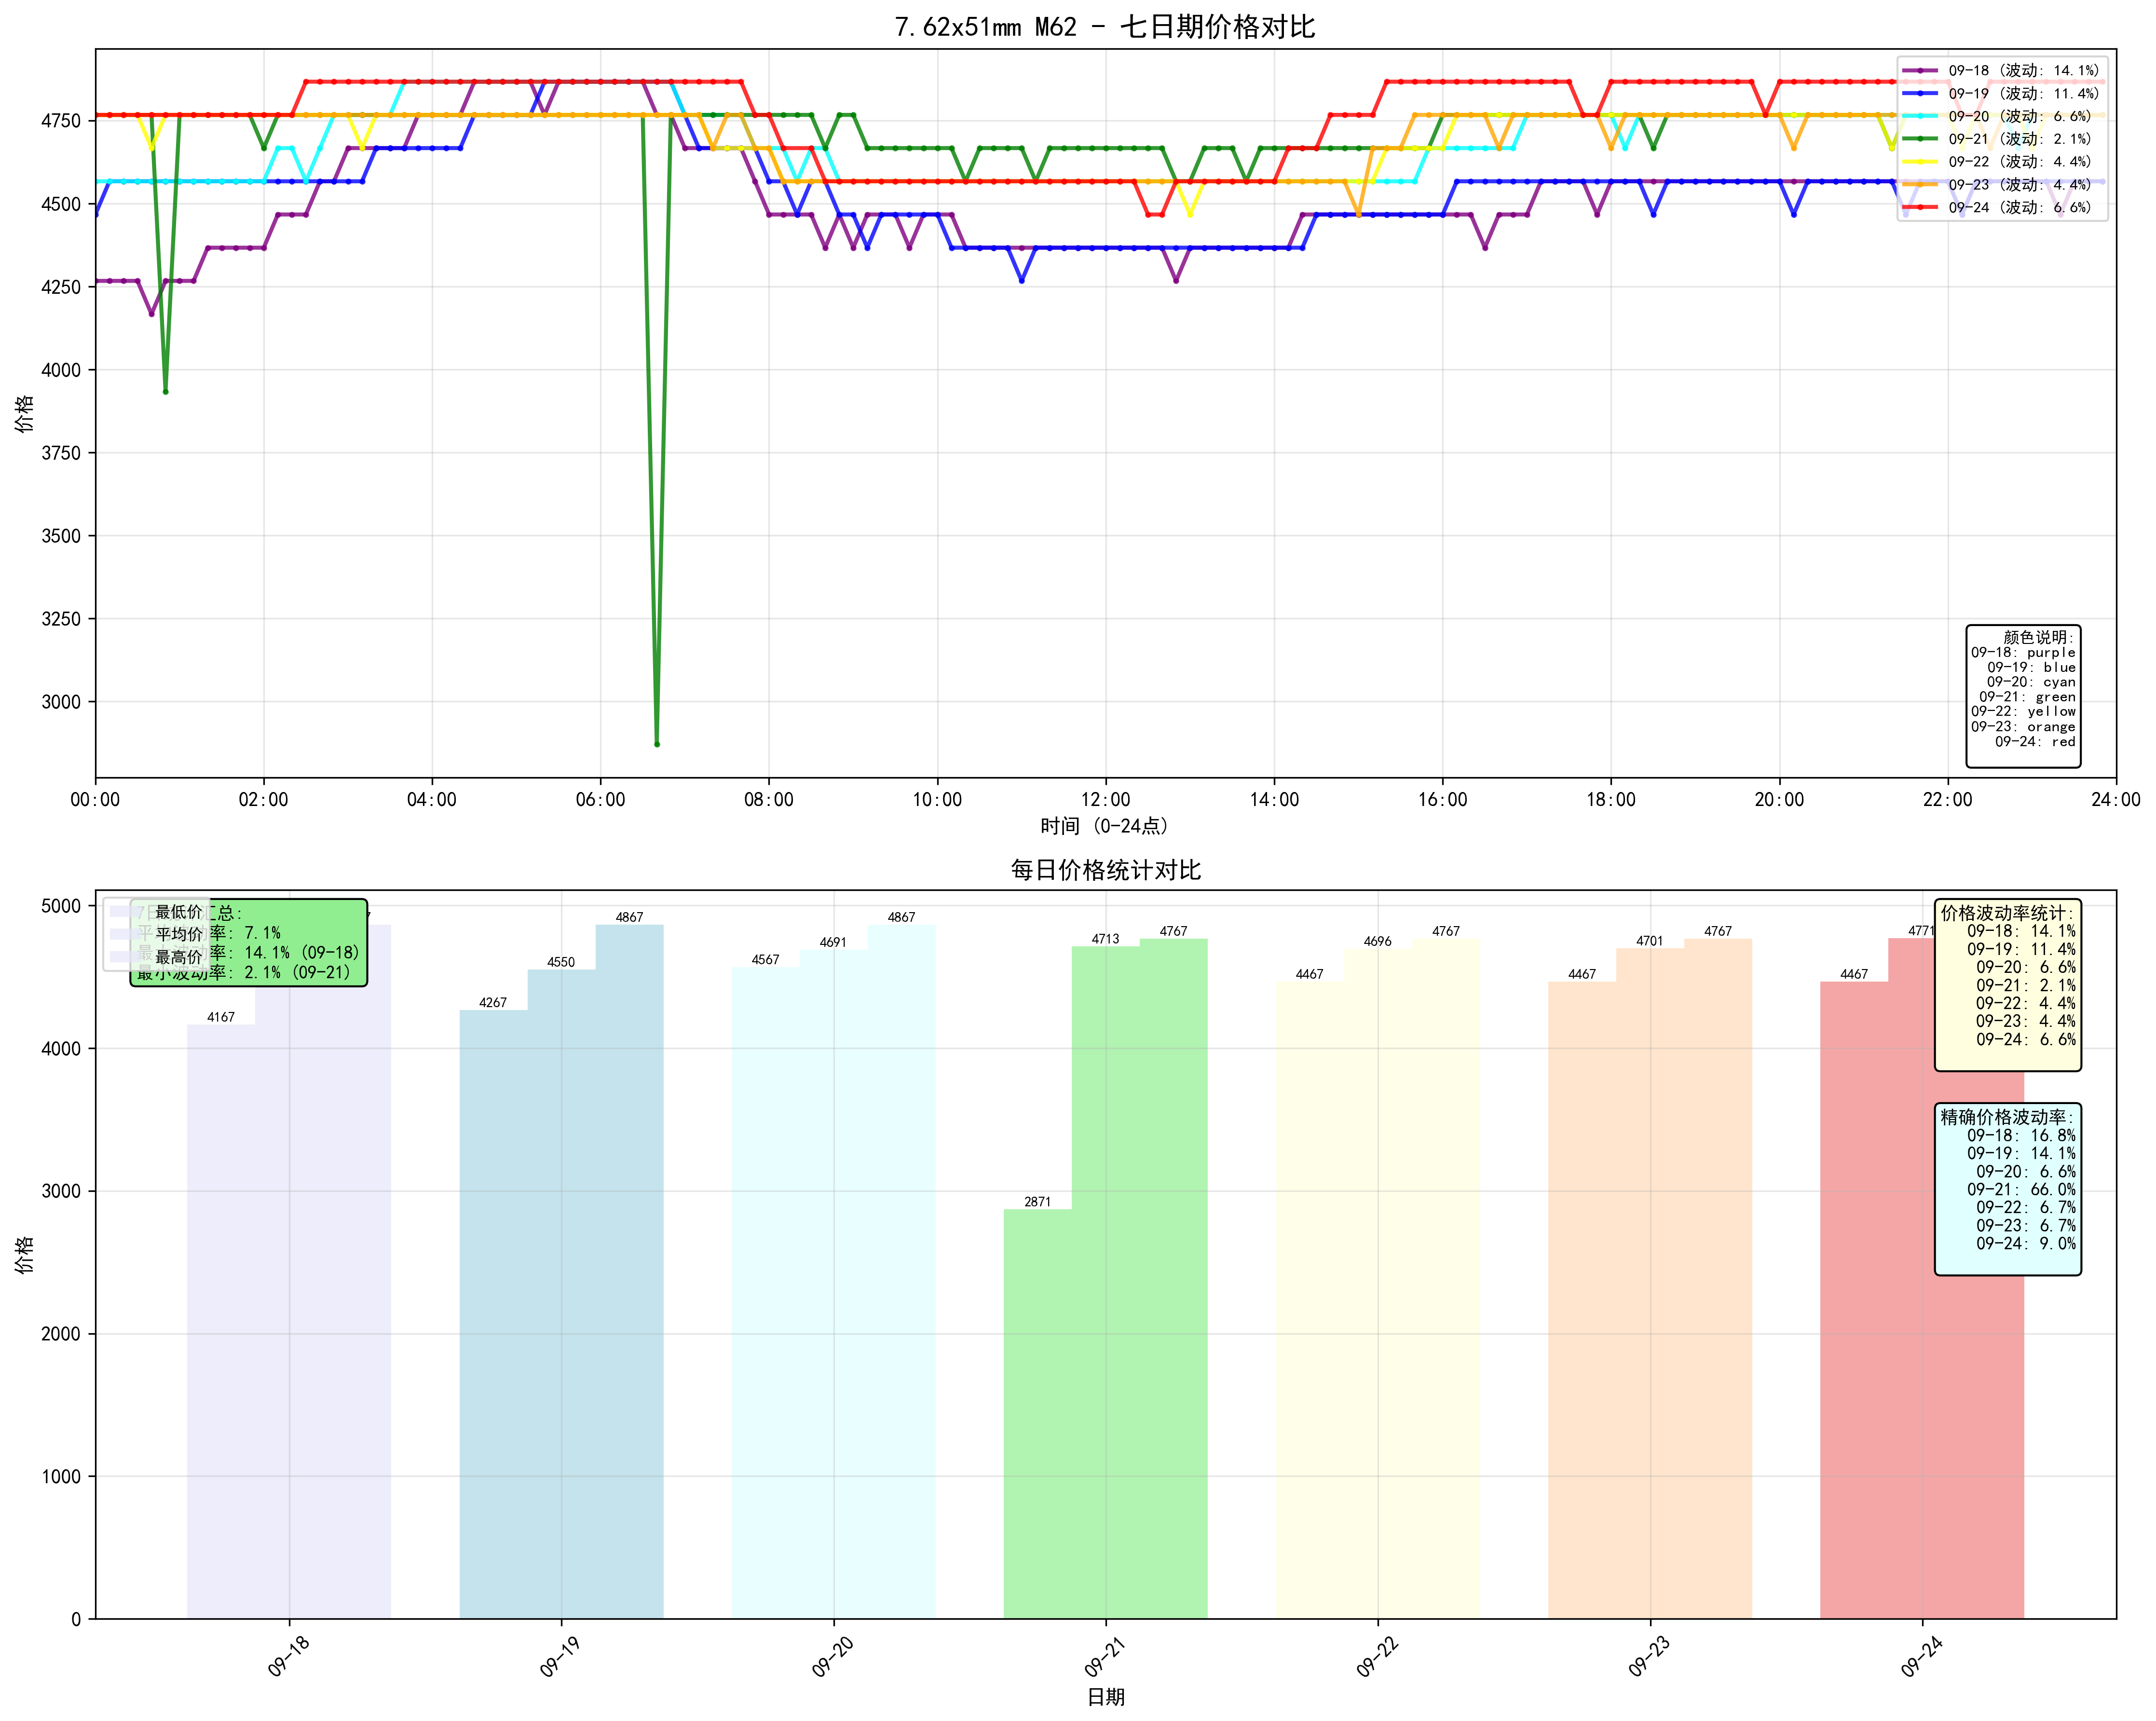 7.62x51mm M62 - 七日期价格对比
价格
4750
4500
4250
4000
3750
3500
3250
3000
09-18 (波动: 14.1%)
09-19 (波动: 11.4%)
09-20 (波动: 6.6%)
09-21 (波动: 2.1%)
09-22 (波动: 4.4%)
09-23 (波动: 4.4%)
09-24 (波动: 6.6%)
颜色说明:
09-18: purple
09-19: blue
09-20: cyan
09-21: green
09-22: yellow
09-23: orange
09-24: red
00:00 02:00 04:00 06:00 08:00 10:00 12:00 14:00 16:00 18:00 20:00 22:00 24:00
时间 (0-24点)
每日价格统计对比
价格
5000
4000
3000
2000
1000
0
最低价
平均价
最高价
汇总:
率: 7.1%
率: 14.1% (09-18)
最小波动率: 2.1% (09-21)
4167
4267 4550 4867
4567 4691 4867
2871 4713 4767
4467 4696 4767
4467 4701 4767
4467 4771
价格波动率统计:
09-18: 14.1%
09-19: 11.4%
09-20: 6.6%
09-21: 2.1%
09-22: 4.4%
09-23: 4.4%
09-24: 6.6%
精确价格波动率:
09-18: 16.8%
09-19: 14.1%
09-20: 6.6%
09-21: 66.0%
09-22: 6.7%
09-23: 6.7%
09-24: 9.0%
09-18 09-19 09-20 09-21 09-22 09-23 09-24
日期